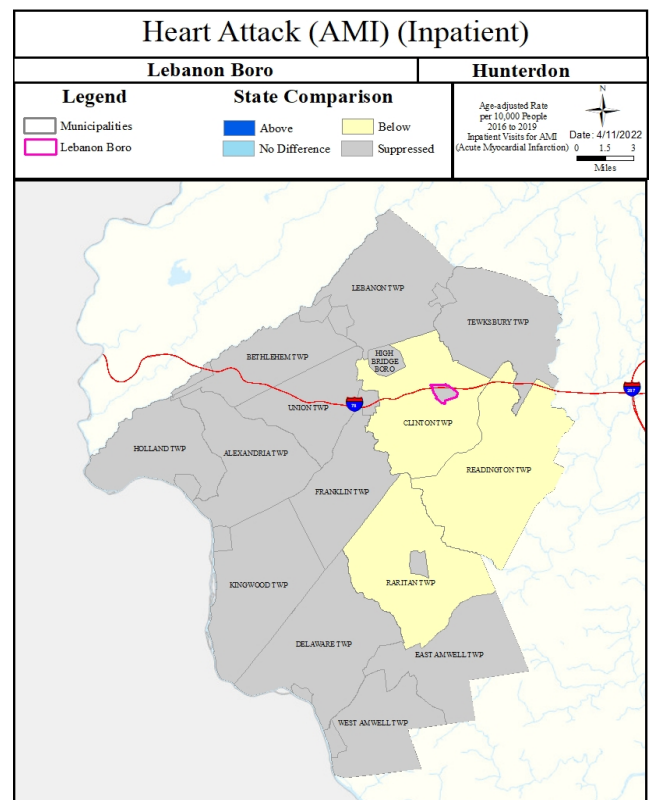 Heart Attack (AMI) (Inpatient)
Lebanon Boro
Hunterdon
Legend
Municipalities
Lebanon Boro
State Comparison
Above
Below
No Difference
Suppressed
Age-adjusted Rate
per 10,000 People
2016 to 2019
Inpatient Visits for AMI
(Acute Myocardial Infarction)
N
Date: 4/11/2022
0 1.5 3
Miles
LEBANON TWP
TEWKSBURY TWP
HIGH
BRIDGE
BORO
BETHLEHEM TWP
78
287
UNION TWP
CLINTON TWP
HOLLAND TWP
ALEXANDRIA TWP
READINGTON TWP
FRANKLIN TWP
KINGWOOD TWP
RARITAN TWP
DELAWARE TWP
EAST AMWELL TWP
WEST AMWELL TWP